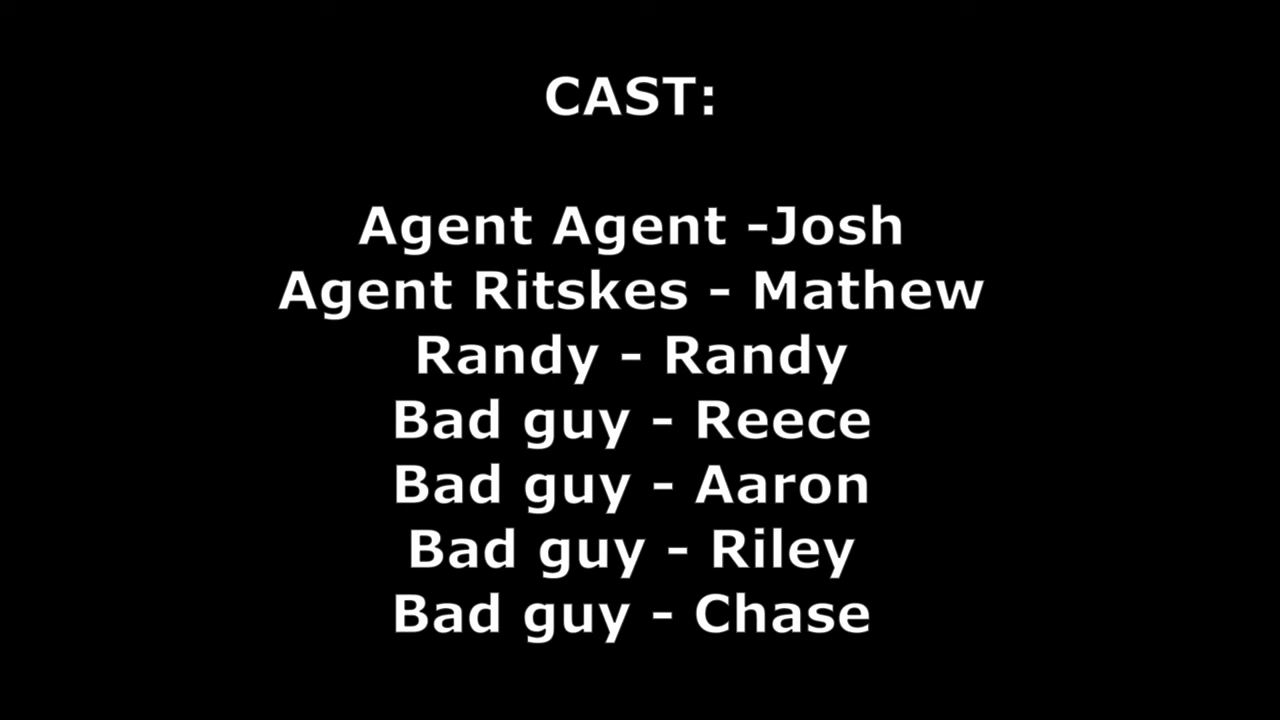 CAST:
Agent Agent -Josh
Agent Ritskes - Mathew
Randy - Randy
Bad guy - Reece
Bad guy - Aaron
Bad guy - Riley
Bad guy - Chase